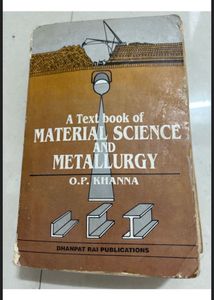 A Text book of
MATERIAL SCIENCE
AND
METALLURGY
O.P. KHANNA
DHANPAT RAI PUBLICATIONS